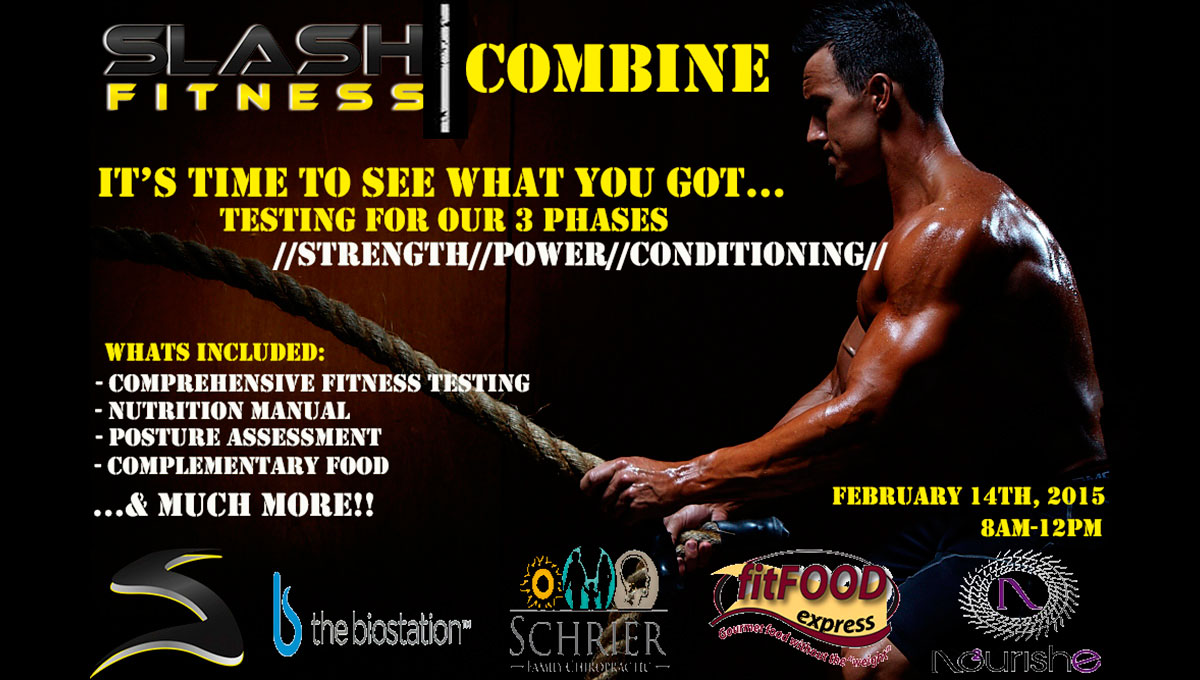 SLASH
FITNESS
COMBINE
IT'S TIME TO SEE WHAT YOU GOT...
TESTING FOR OUR 3 PHASES
//STRENGTH//POWER//CONDITIONING//
WHATS INCLUDED:
- COMPREHENSIVE FITNESS TESTING
- NUTRITION MANUAL
- POSTURE ASSESSMENT
- COMPLEMENTARY FOOD
...& MUCH MORE!!
FEBRUARY 14TH, 2015
8AM-12PM
the biostation™
SCHRIER
FAMILY CHIROPRACTIC
fitFOOD
express
Gourmet food without the "weight"
N
Nourish